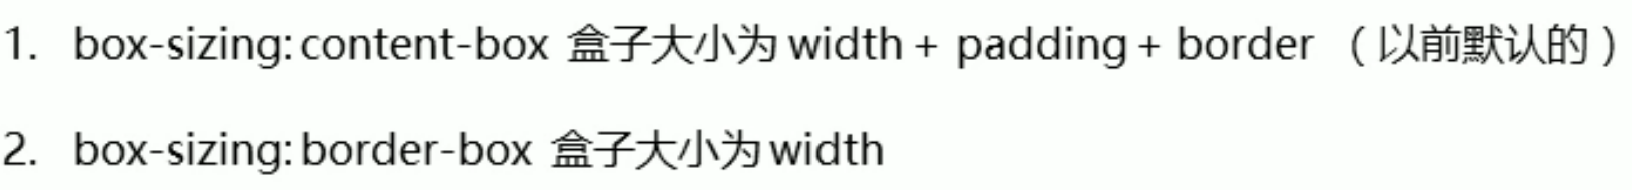 1. box-sizing: content-box 盒子大小为 width + padding + border （以前默认的）
2. box-sizing: border-box 盒子大小为 width